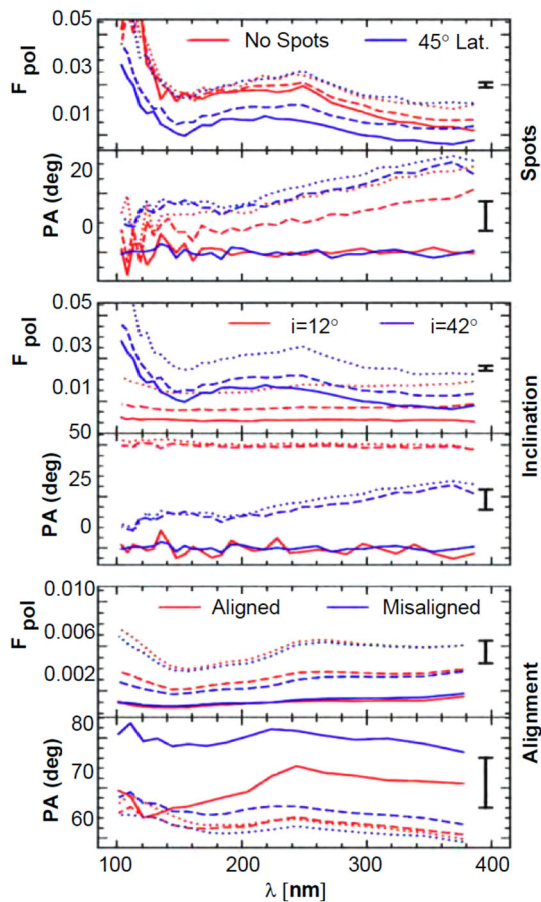 0.05
No Spots
45° Lat.
F pol
0.03
0.01
Spots
20
PA (deg)
0
0.05
i=12°
i=42°
F pol
0.03
0.01
Inclination
50
PA (deg)
25
0
0.010
Aligned
Misaligned
F pol
0.006
0.002
Alignment
80
PA (deg)
70
60
100
200
300
400
λ [nm]